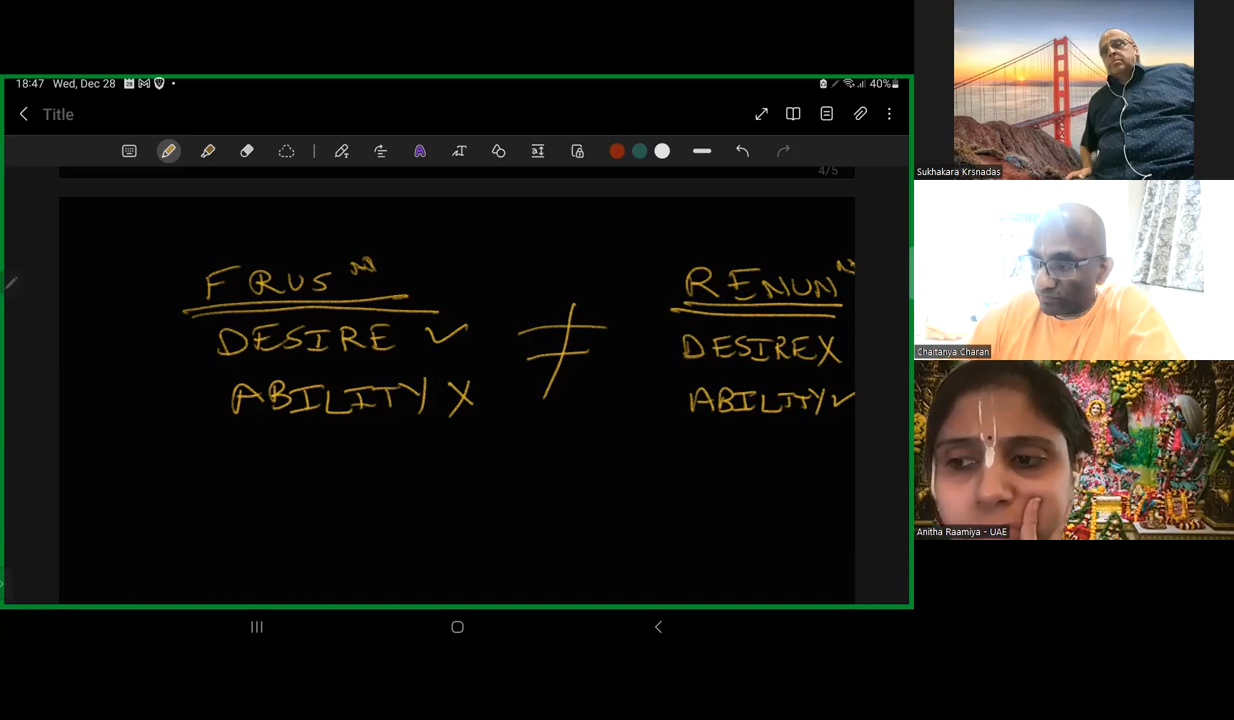 18:47 Wed, Dec 28
40%
Title
4/5
FRUSN
RENUNN
DESIRE ✓
≠
DESIRE X
ABILITY X
ABILITY ✓
Sukhakara Krsnadas
Chaitanya Charan
Anitha Raamiya - UAE